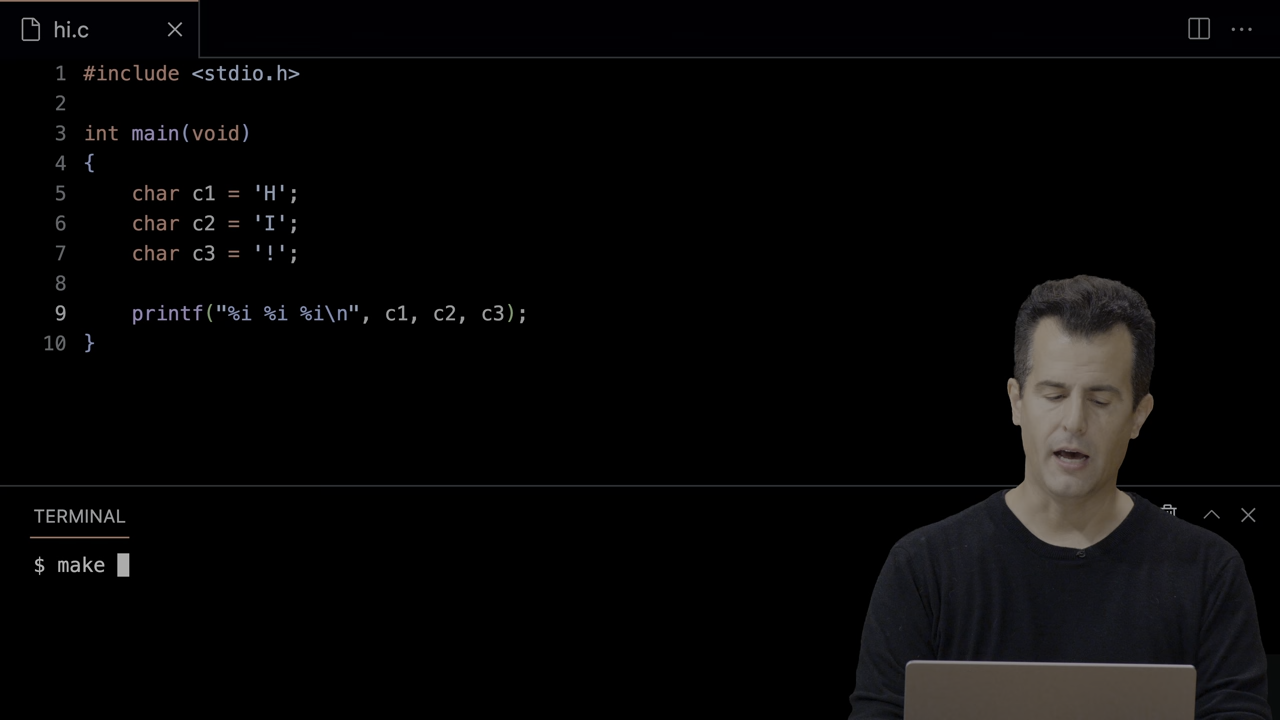 hi.c
1 #include <stdio.h>
2
3 int main(void)
4 {
5     char c1 = 'H';
6     char c2 = 'I';
7     char c3 = '!';
8
9     printf("%i %i %i\n", c1, c2, c3);
10 }
TERMINAL
$ make